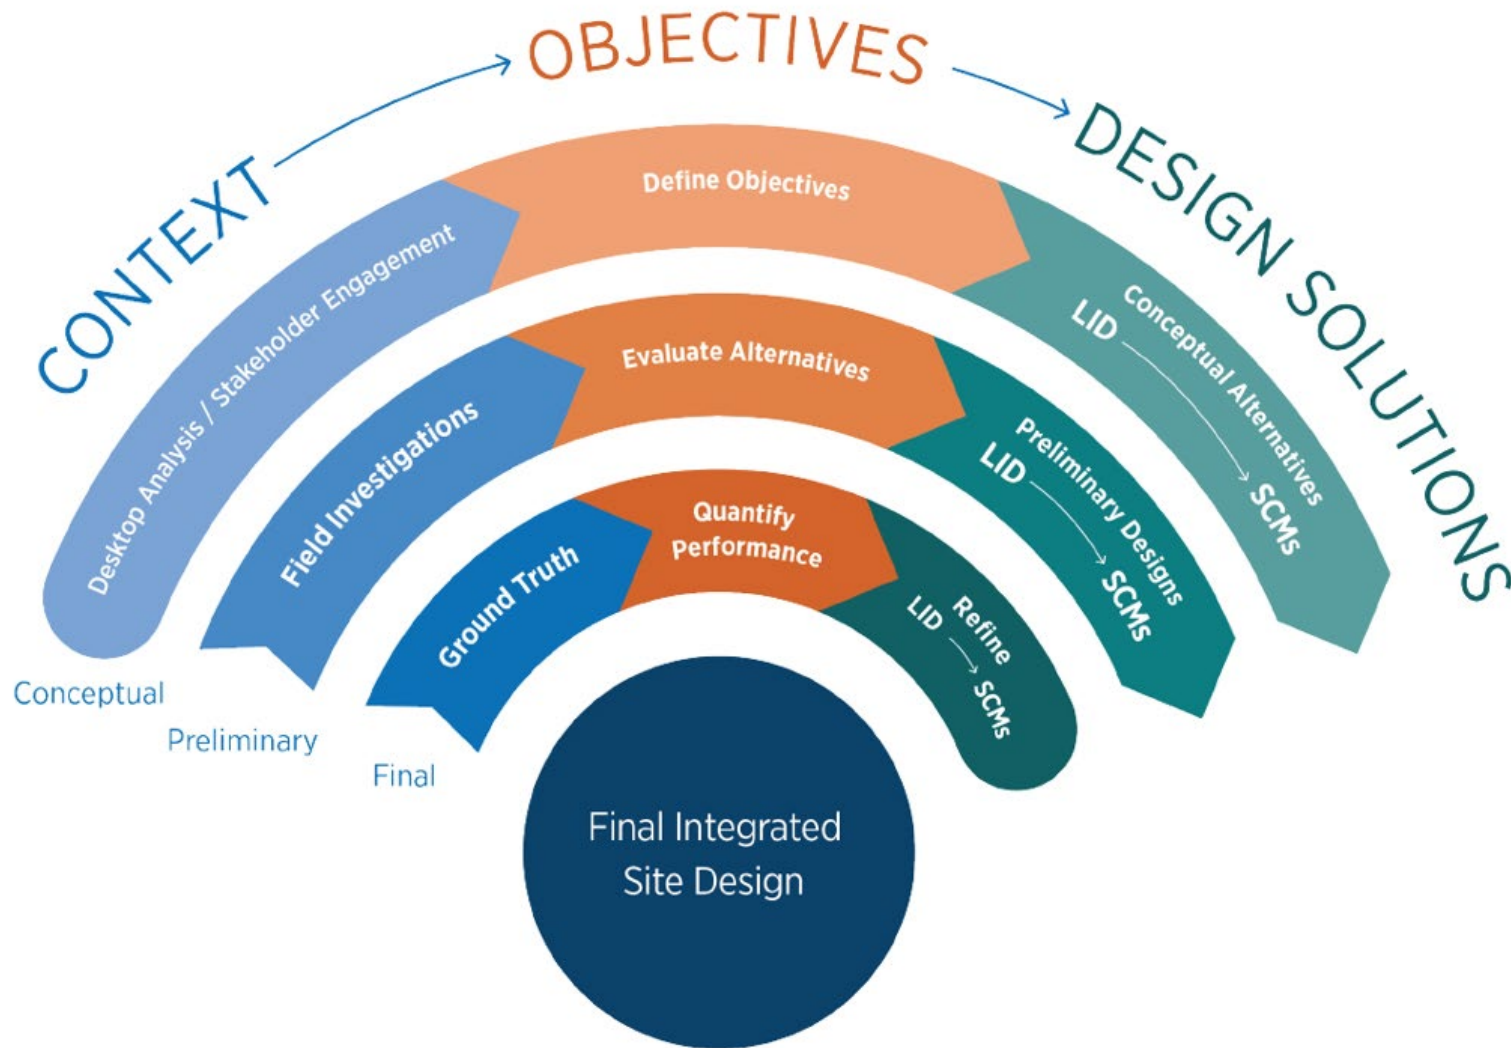 CONTEXT
OBJECTIVES
DESIGN SOLUTIONS
Desktop Analysis / Stakeholder Engagement
Define Objectives
Conceptual Alternatives
LID
SCMs
Field Investigations
Evaluate Alternatives
Preliminary Designs
LID
SCMs
Ground Truth
Quantify
Performance
Refine
LID
SCMs
Conceptual
Preliminary
Final
Final Integrated
Site Design